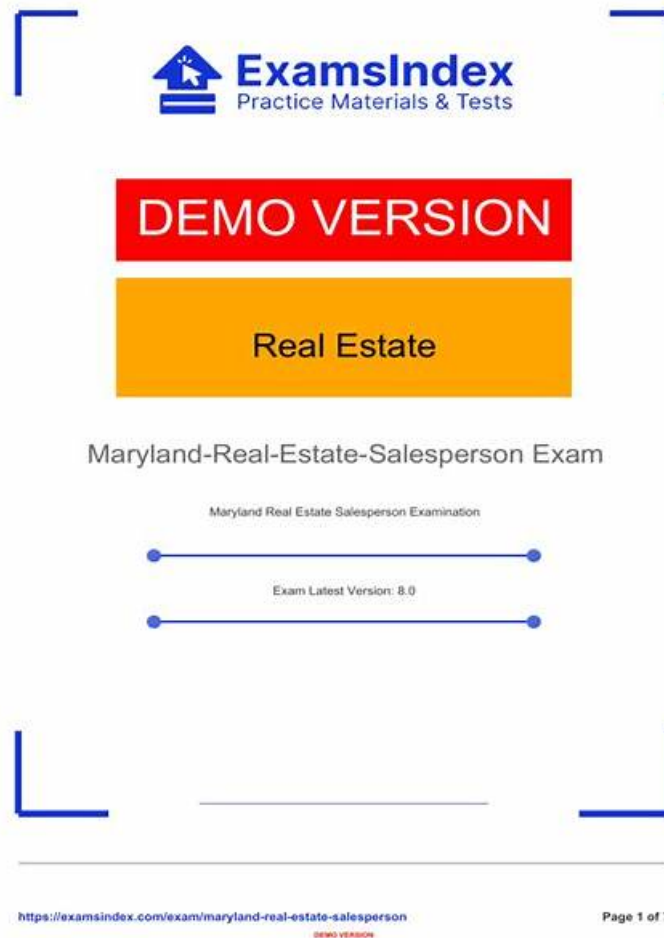 ExamsIndex
Practice Materials & Tests
DEMO VERSION
Real Estate
Maryland-Real-Estate-Salesperson Exam
Maryland Real Estate Salesperson Examination
Exam Latest Version: 8.0
https://examsindex.com/exam/maryland-real-estate-salesperson Page 1 of
DEMO VERSION